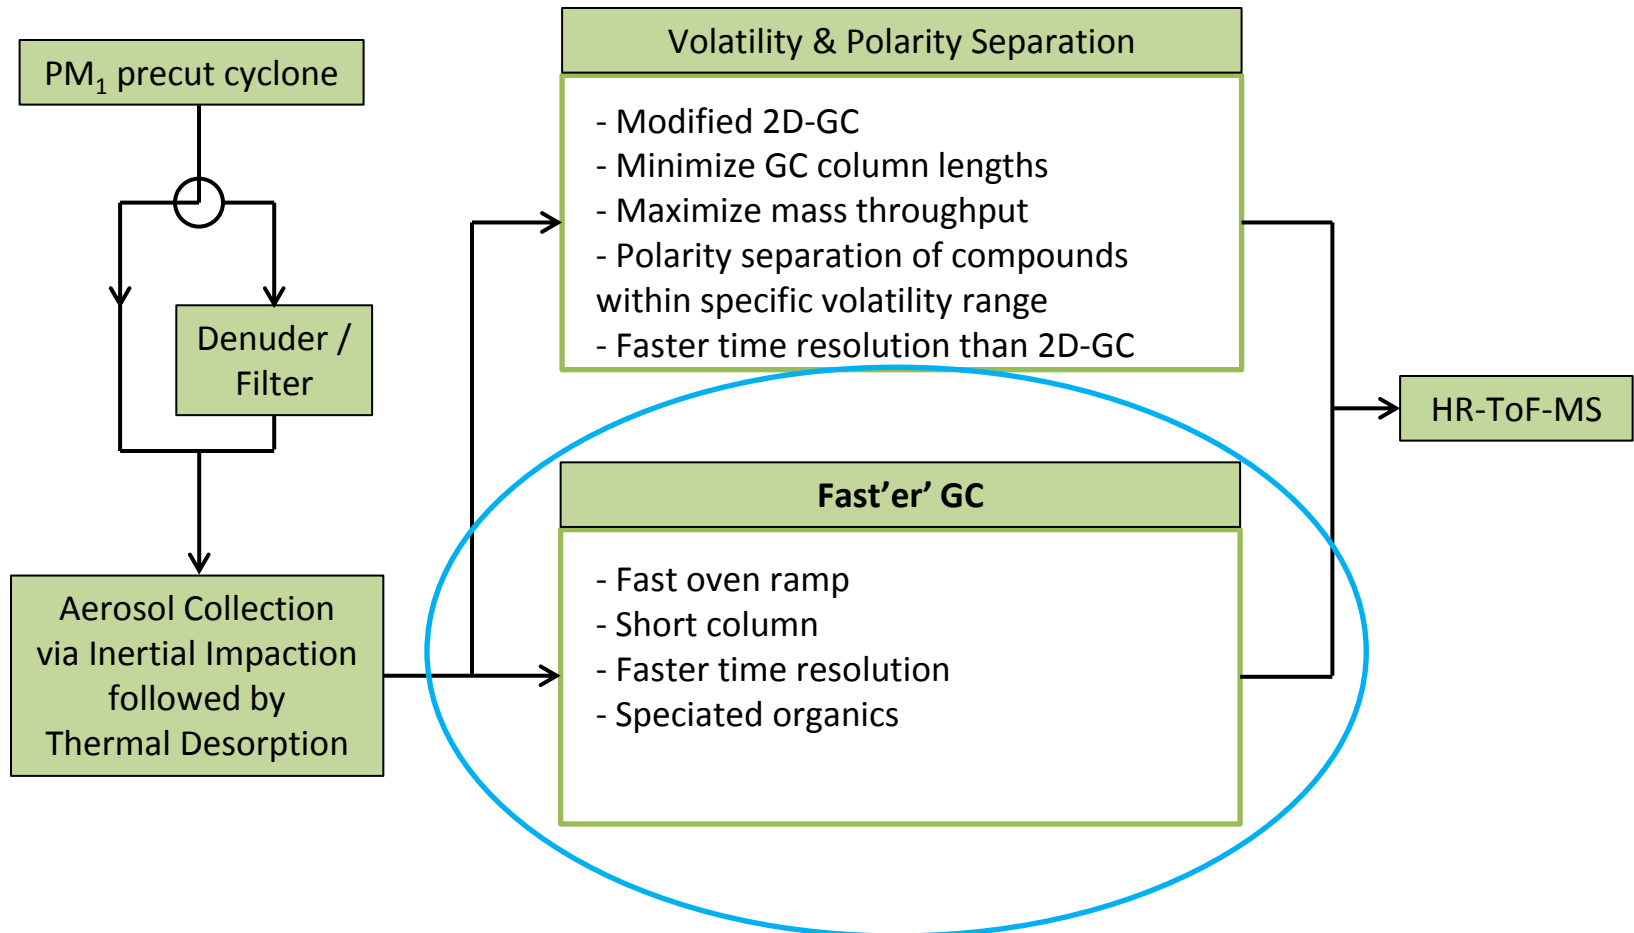 PM1 precut cyclone
Denuder /
Filter
Aerosol Collection
via Inertial Impaction
followed by
Thermal Desorption
Volatility & Polarity Separation
- Modified 2D-GC
- Minimize GC column lengths
- Maximize mass throughput
- Polarity separation of compounds
within specific volatility range
- Faster time resolution than 2D-GC
Fast’er’ GC
- Fast oven ramp
- Short column
- Faster time resolution
- Speciated organics
HR-ToF-MS